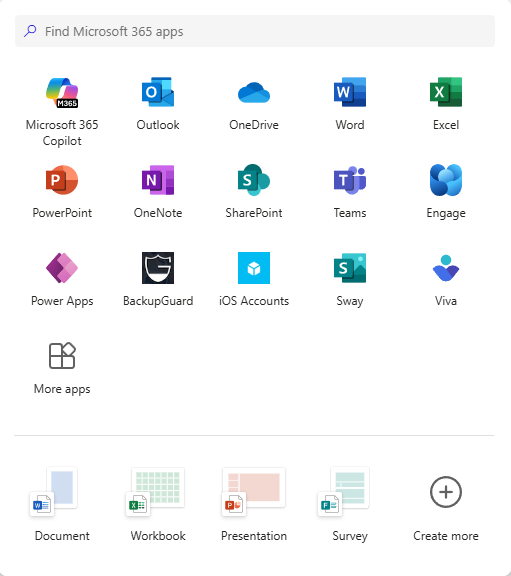 Find Microsoft 365 apps
M365
Microsoft 365
Copilot
Outlook
OneDrive
Word
Excel
PowerPoint
OneNote
SharePoint
Teams
Engage
Power Apps
BackupGuard
iOS Accounts
Sway
Viva
More apps
Document
Workbook
Presentation
Survey
Create more